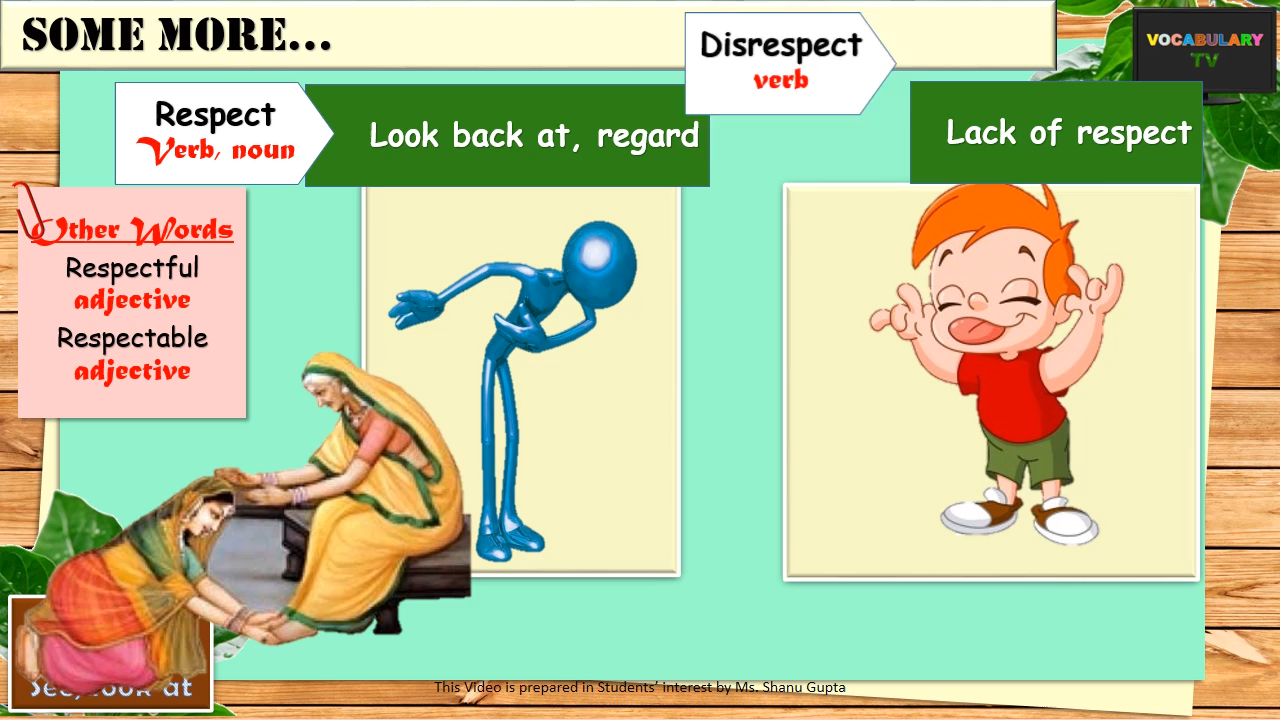 SOME MORE...
VOCABULARY
TV
Disrespect
verb
Respect
Verb, noun
Look back at, regard
Lack of respect
Other Words
Respectful
adjective
Respectable
adjective
See, look at
This Video is prepared in Students' interest by Ms. Shanu Gupta